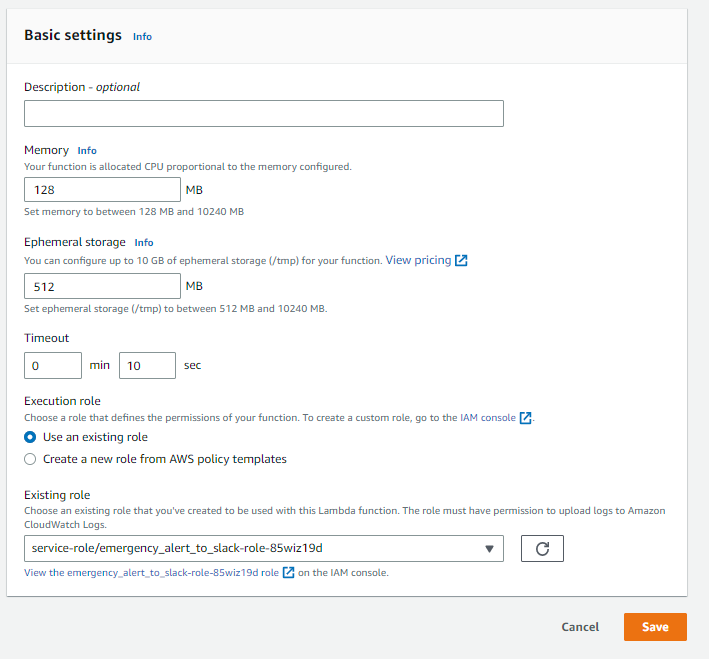 Basic settings Info
Description - optional
Memory Info
Your function is allocated CPU proportional to the memory configured.
128 MB
Set memory to between 128 MB and 10240 MB
Ephemeral storage Info
You can configure up to 10 GB of ephemeral storage (/tmp) for your function. View pricing
512 MB
Set ephemeral storage (/tmp) to between 512 MB and 10240 MB.
Timeout
0 min 10 sec
Execution role
Choose a role that defines the permissions of your function. To create a custom role, go to the IAM console.
Use an existing role
Create a new role from AWS policy templates
Existing role
Choose an existing role that you've created to be used with this Lambda function. The role must have permission to upload logs to Amazon
CloudWatch Logs.
service-role/emergency_alert_to_slack-role-85wiz19d
View the emergency_alert_to_slack-role-85wiz19d role on the IAM console.
Cancel Save